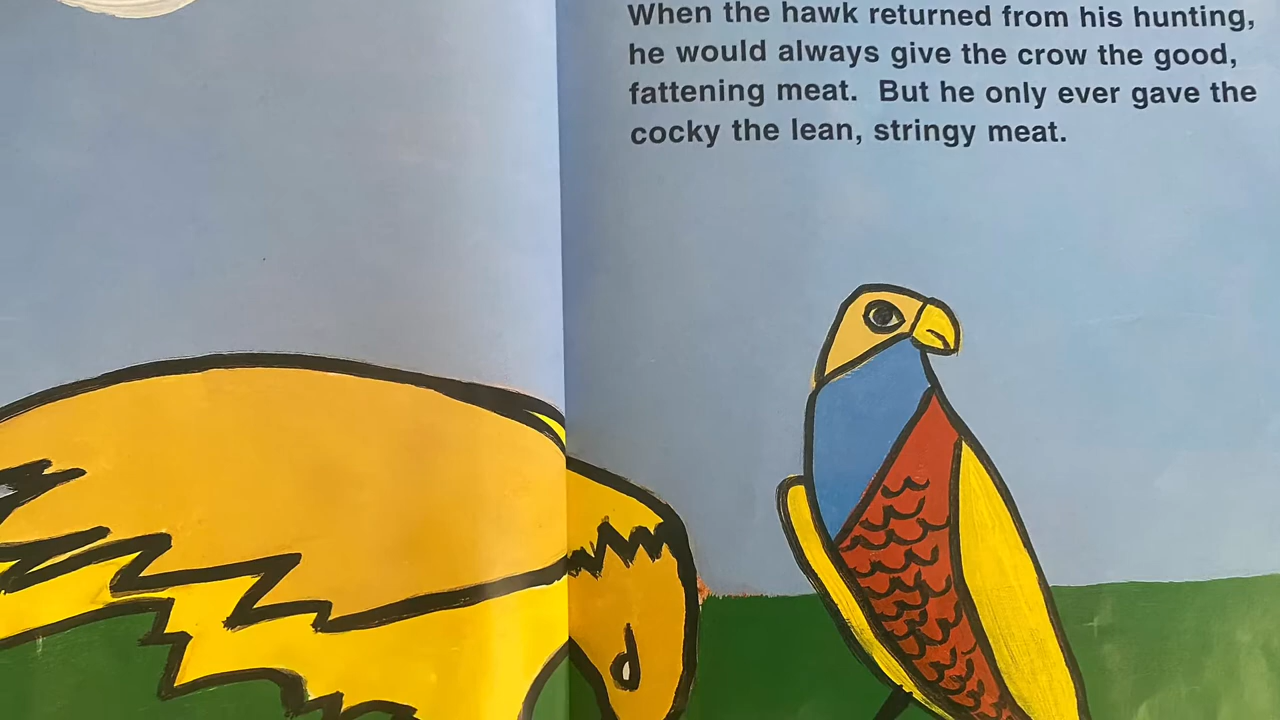 When the hawk returned from his hunting,
he would always give the crow the good,
fattening meat.  But he only ever gave the
cocky the lean, stringy meat.